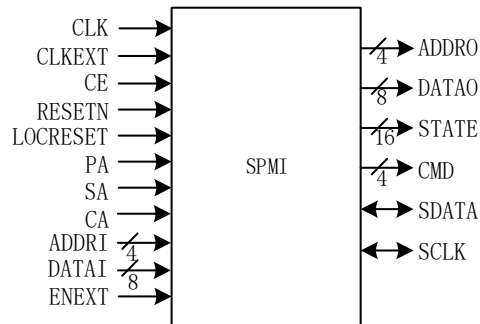 CLK
CLKEXT
CE
RESETN
LOCRESET
PA
SA
CA
ADDRI 4
DATAI 8
ENEXT
SPMI
4 ADDRO
8 DATAO
16 STATE
4 CMD
SDATA
SCLK